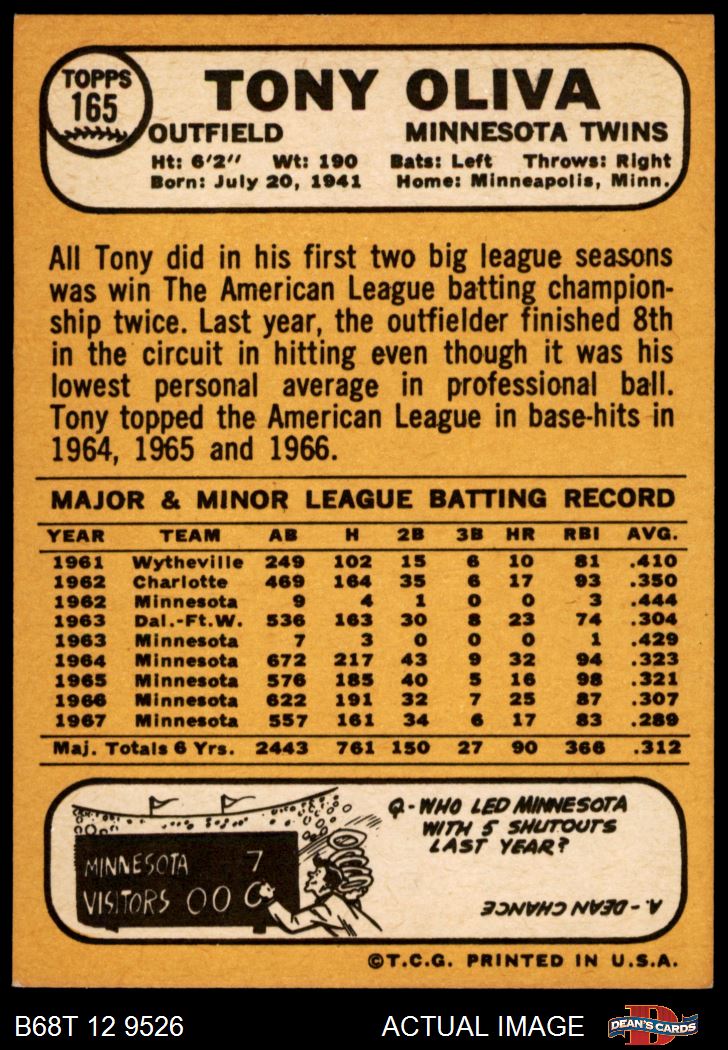 TOPPS
165
TONY OLIVA
OUTFIELD MINNESOTA TWINS
Ht: 6'2" Wt: 190 Bats: Left Throws: Right
Born: July 20, 1941 Home: Minneapolis, Minn.
All Tony did in his first two big league seasons
was win The American League batting champion-
ship twice. Last year, the outfielder finished 8th
in the circuit in hitting even though it was his
lowest personal average in professional ball.
Tony topped the American League in base-hits in
1964, 1965 and 1966.
MAJOR & MINOR LEAGUE BATTING RECORD
YEAR TEAM AB H 2B 3B HR RBI AVG.
1961 Wytheville 249 102 15 6 10 81 .410
1962 Charlotte 469 164 35 6 17 93 .350
1962 Minnesota 9 4 1 0 0 3 .444
1963 Dal.-Ft.W. 536 163 30 8 23 74 .304
1963 Minnesota 7 3 0 0 0 1 .429
1964 Minnesota 672 217 43 9 32 94 .323
1965 Minnesota 576 185 40 5 16 98 .321
1966 Minnesota 622 191 32 7 25 87 .307
1967 Minnesota 557 161 34 6 17 83 .289
Maj. Totals 6 Yrs. 2443 761 150 27 90 366 .312
Q-WHO LED MINNESOTA
WITH 5 SHUTOUTS
LAST YEAR?
MINNESOTA 7
VISITORS 000
A.-DEAN CHANCE
©T.C.G. PRINTED IN U.S.A.
B68T 12 9526 ACTUAL IMAGE D DEAN'S CARDS